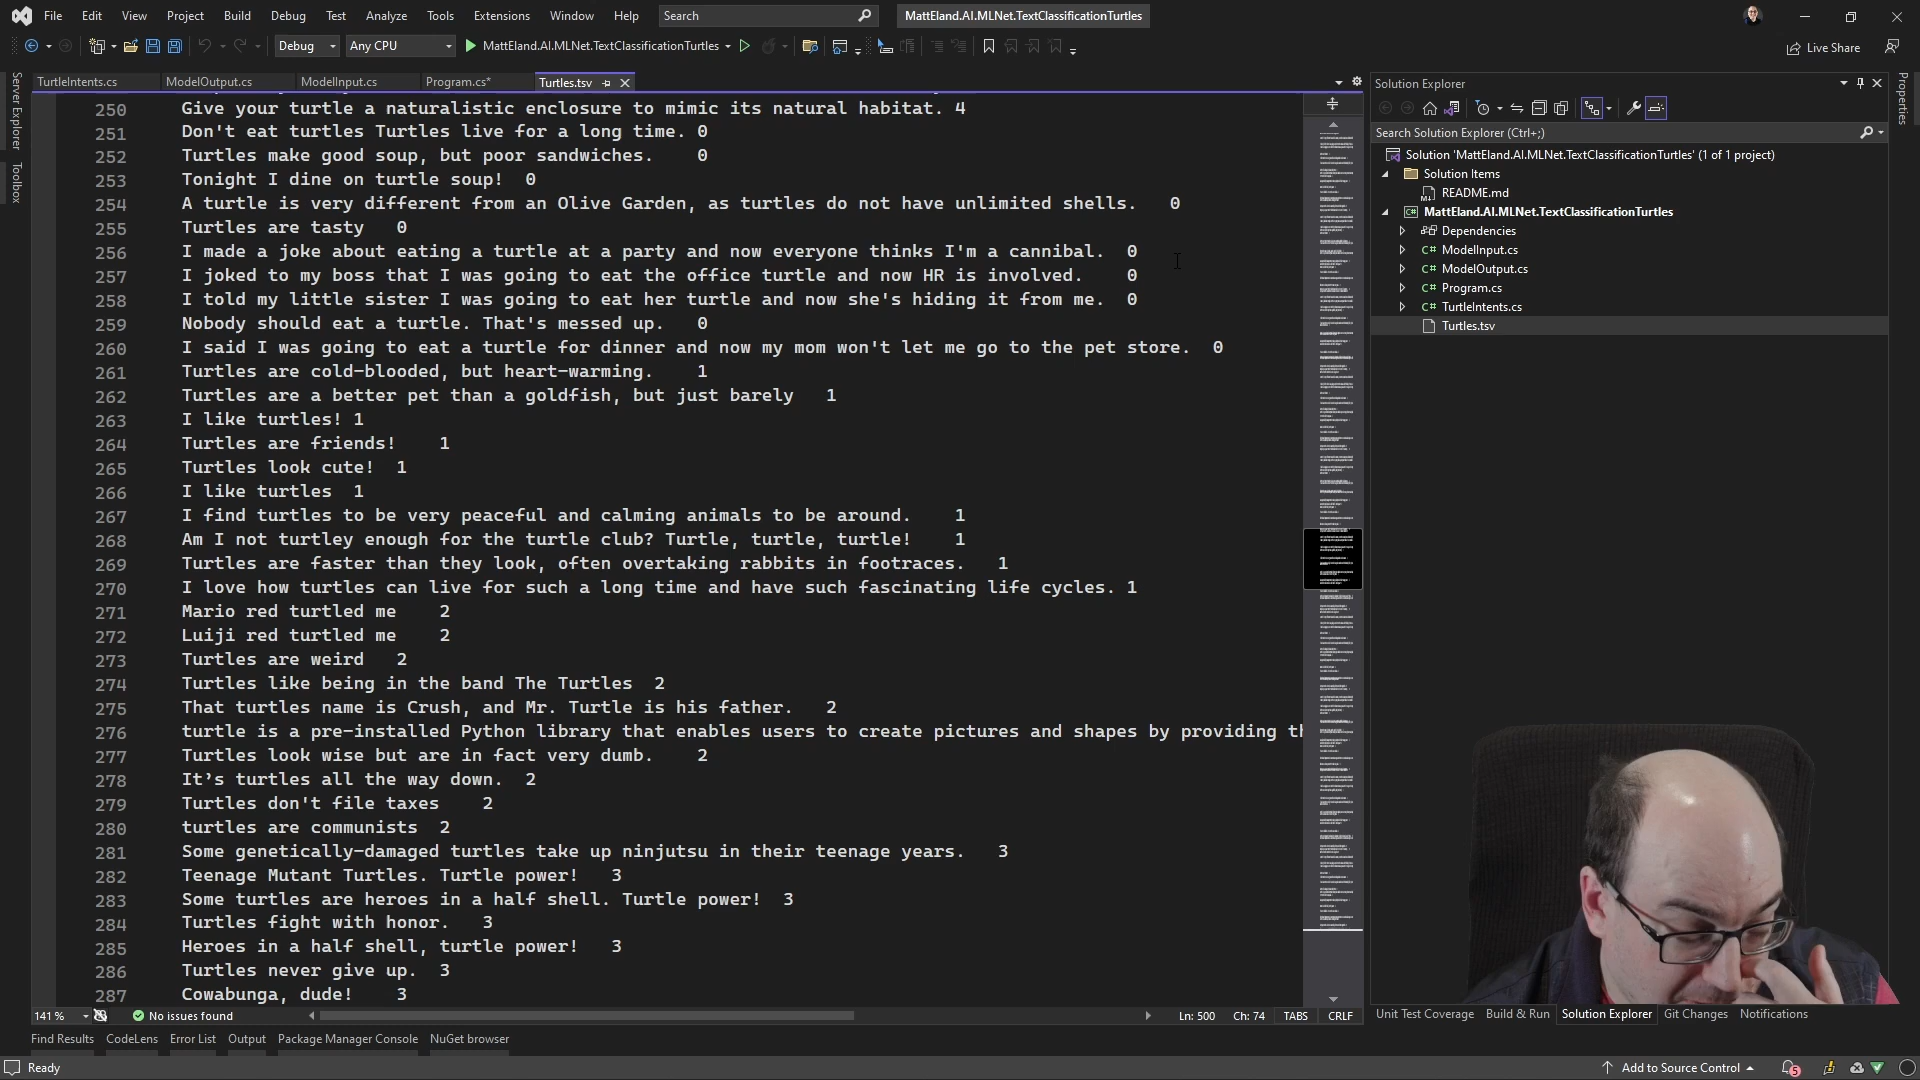 File Edit View Project Build Debug Test Analyze Tools Extensions Window Help Search MattEland.AI.MLNet.TextClassificationTurtles
Debug Any CPU MattEland.AI.MLNet.TextClassificationTurtles Live Share
Server Explorer
Toolbox
TurtleIntents.cs ModelOutput.cs ModelInput.cs Program.cs* Turtles.tsv
250 Give your turtle a naturalistic enclosure to mimic its natural habitat. 4
251 Don't eat turtles Turtles live for a long time. 0
252 Turtles make good soup, but poor sandwiches. 0
253 Tonight I dine on turtle soup! 0
254 A turtle is very different from an Olive Garden, as turtles do not have unlimited shells. 0
255 Turtles are tasty 0
256 I made a joke about eating a turtle at a party and now everyone thinks I'm a cannibal. 0
257 I joked to my boss that I was going to eat the office turtle and now HR is involved. 0
258 I told my little sister I was going to eat her turtle and now she's hiding it from me. 0
259 Nobody should eat a turtle. That's messed up. 0
260 I said I was going to eat a turtle for dinner and now my mom won't let me go to the pet store. 0
261 Turtles are cold-blooded, but heart-warming. 1
262 Turtles are a better pet than a goldfish, but just barely 1
263 I like turtles! 1
264 Turtles are friends! 1
265 Turtles look cute! 1
266 I like turtles 1
267 I find turtles to be very peaceful and calming animals to be around. 1
268 Am I not turtley enough for the turtle club? Turtle, turtle, turtle! 1
269 Turtles are faster than they look, often overtaking rabbits in footraces. 1
270 I love how turtles can live for such a long time and have such fascinating life cycles. 1
271 Mario red turtled me 2
272 Luiji red turtled me 2
273 Turtles are weird 2
274 Turtles like being in the band The Turtles 2
275 That turtles name is Crush, and Mr. Turtle is his father. 2
276 turtle is a pre-installed Python library that enables users to create pictures and shapes by providing th
277 Turtles look wise but are in fact very dumb. 2
278 It’s turtles all the way down. 2
279 Turtles don't file taxes 2
280 turtles are communists 2
281 Some genetically-damaged turtles take up ninjutsu in their teenage years. 3
282 Teenage Mutant Turtles. Turtle power! 3
283 Some turtles are heroes in a half shell. Turtle power! 3
284 Turtles fight with honor. 3
285 Heroes in a half shell, turtle power! 3
286 Turtles never give up. 3
287 Cowabunga, dude! 3
141 % No issues found Ln: 500 Ch: 74 TABS CRLF
Solution Explorer
Search Solution Explorer (Ctrl+;)
Solution 'MattEland.AI.MLNet.TextClassificationTurtles' (1 of 1 project)
Solution Items
README.md
C# MattEland.AI.MLNet.TextClassificationTurtles
Dependencies
C# ModelInput.cs
C# ModelOutput.cs
C# Program.cs
C# TurtleIntents.cs
Turtles.tsv
Properties
Unit Test Coverage Build & Run Solution Explorer Git Changes Notifications
Find Results CodeLens Error List Output Package Manager Console NuGet browser
Ready Add to Source Control 5